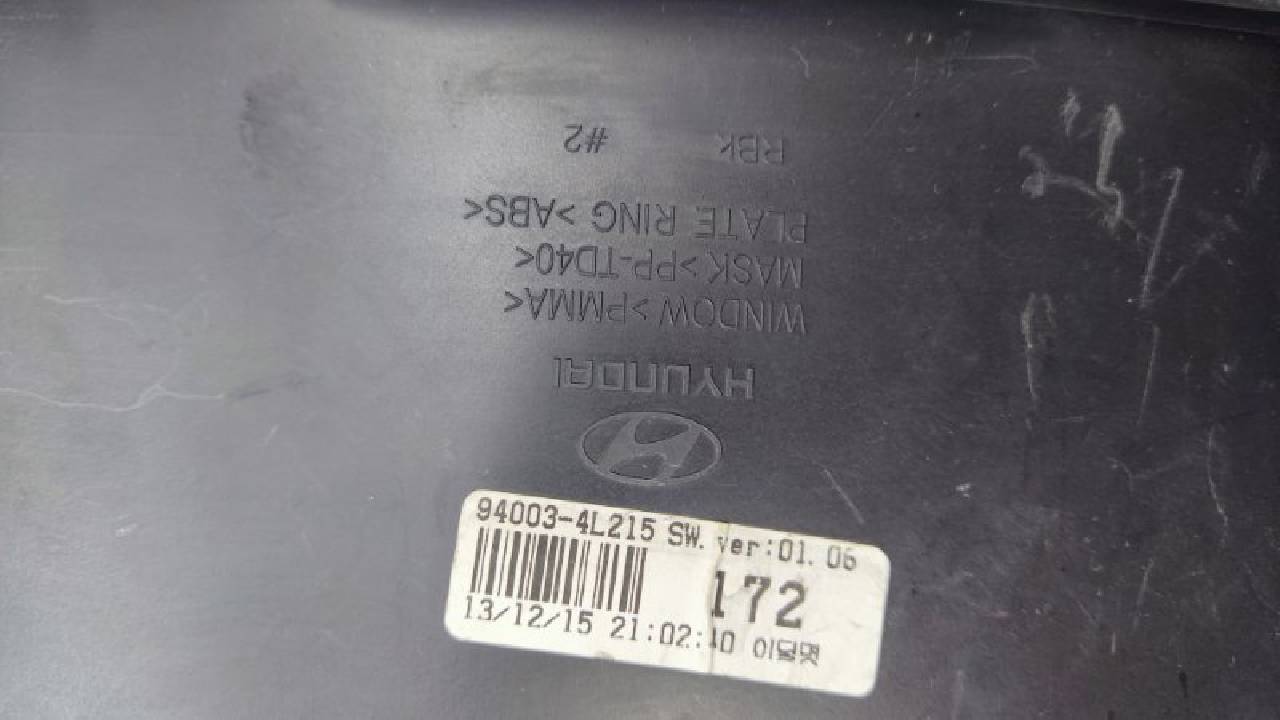 RBk #2
PLATE RING >ABS<
MASK >PP-TD40<
WINDOW >PMMA<
HYUNDAI
94003-4L215 SW. ver:01.06
172
13/12/15 21:02:40